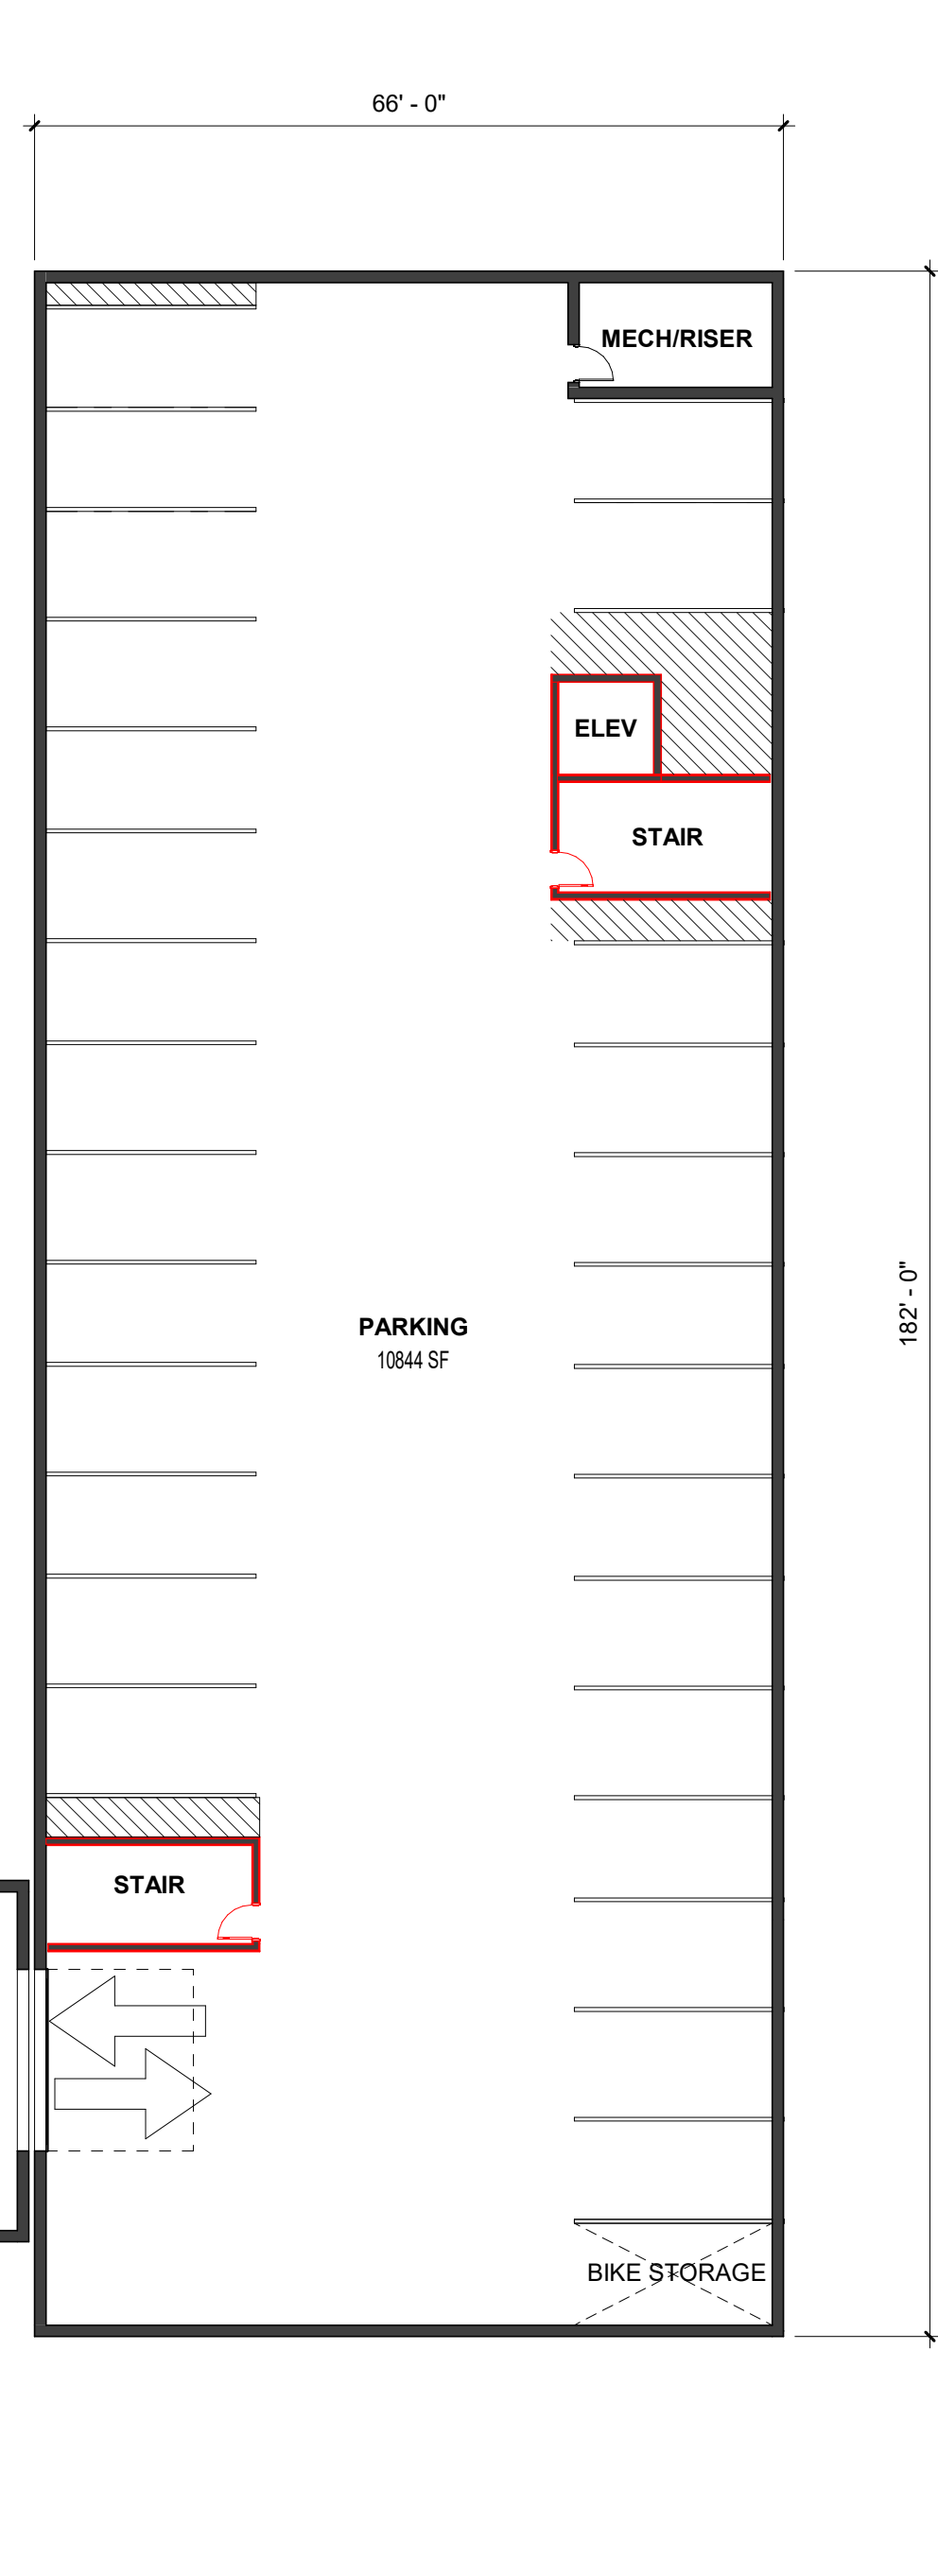 66' - 0"
MECH/RISER
ELEV
STAIR
182' - 0"
PARKING
10844 SF
STAIR
BIKE STORAGE